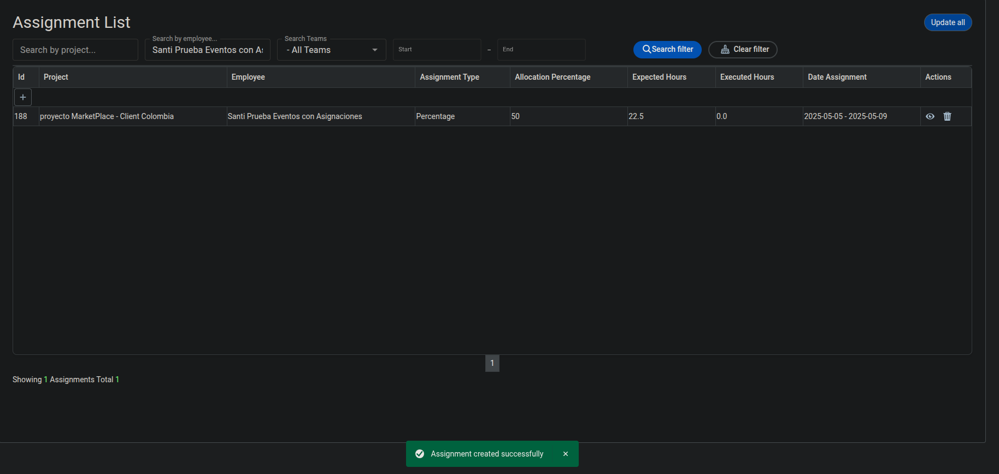 Assignment List
Update all
Search by project...
Search by employee...
Santi Prueba Eventos con A
Search Teams
- All Teams
Start
–
End
Search filter
Clear filter
Id Project Employee Assignment Type Allocation Percentage Expected Hours Executed Hours Date Assignment Actions
+
188 proyecto MarketPlace - Client Colombia Santi Prueba Eventos con Asignaciones Percentage 50 22.5 0.0 2025-05-05 - 2025-05-09
1
Showing 1 Assignments Total 1
Assignment created successfully